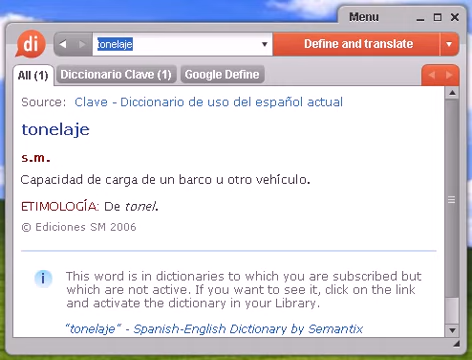 Menu
di
tonelaje
Define and translate
All (1)
Diccionario Clave (1)
Google Define
Source: Clave - Diccionario de uso del español actual
tonelaje
s.m.
Capacidad de carga de un barco u otro vehículo.
ETIMOLOGÍA: De tonel.
© Ediciones SM 2006
i
This word is in dictionaries to which you are subscribed but
which are not active. If you want to see it, click on the link
and activate the dictionary in your Library.
“tonelaje” - Spanish-English Dictionary by Semantix